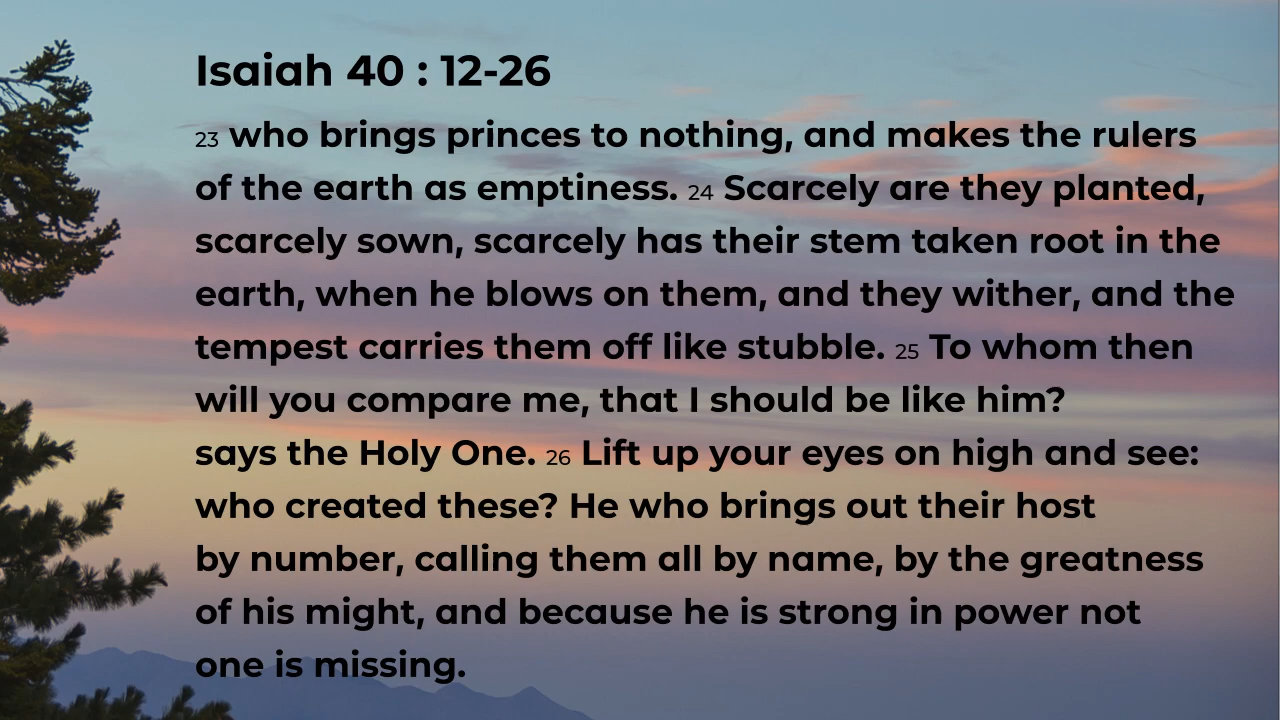 Isaiah 40 : 12-26
23 who brings princes to nothing, and makes the rulers
of the earth as emptiness. 24 Scarcely are they planted,
scarcely sown, scarcely has their stem taken root in the
earth, when he blows on them, and they wither, and the
tempest carries them off like stubble. 25 To whom then
will you compare me, that I should be like him?
says the Holy One. 26 Lift up your eyes on high and see:
who created these? He who brings out their host
by number, calling them all by name, by the greatness
of his might, and because he is strong in power not
one is missing.